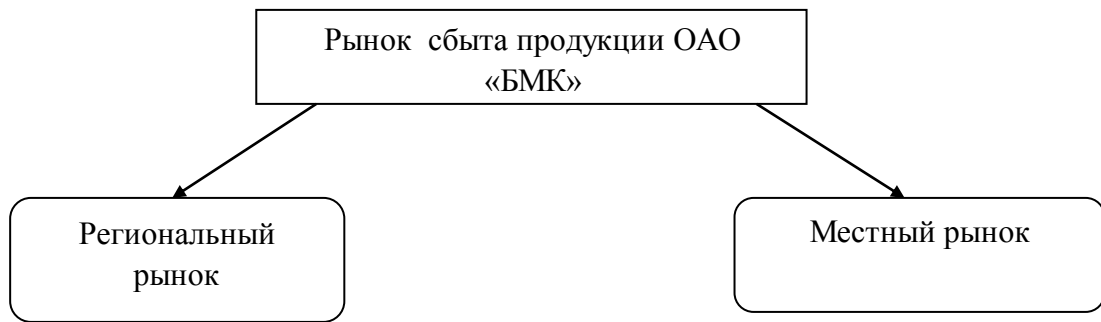 Рынок сбыта продукции ОАО
«БМК»
Региональный
рынок
Местный рынок